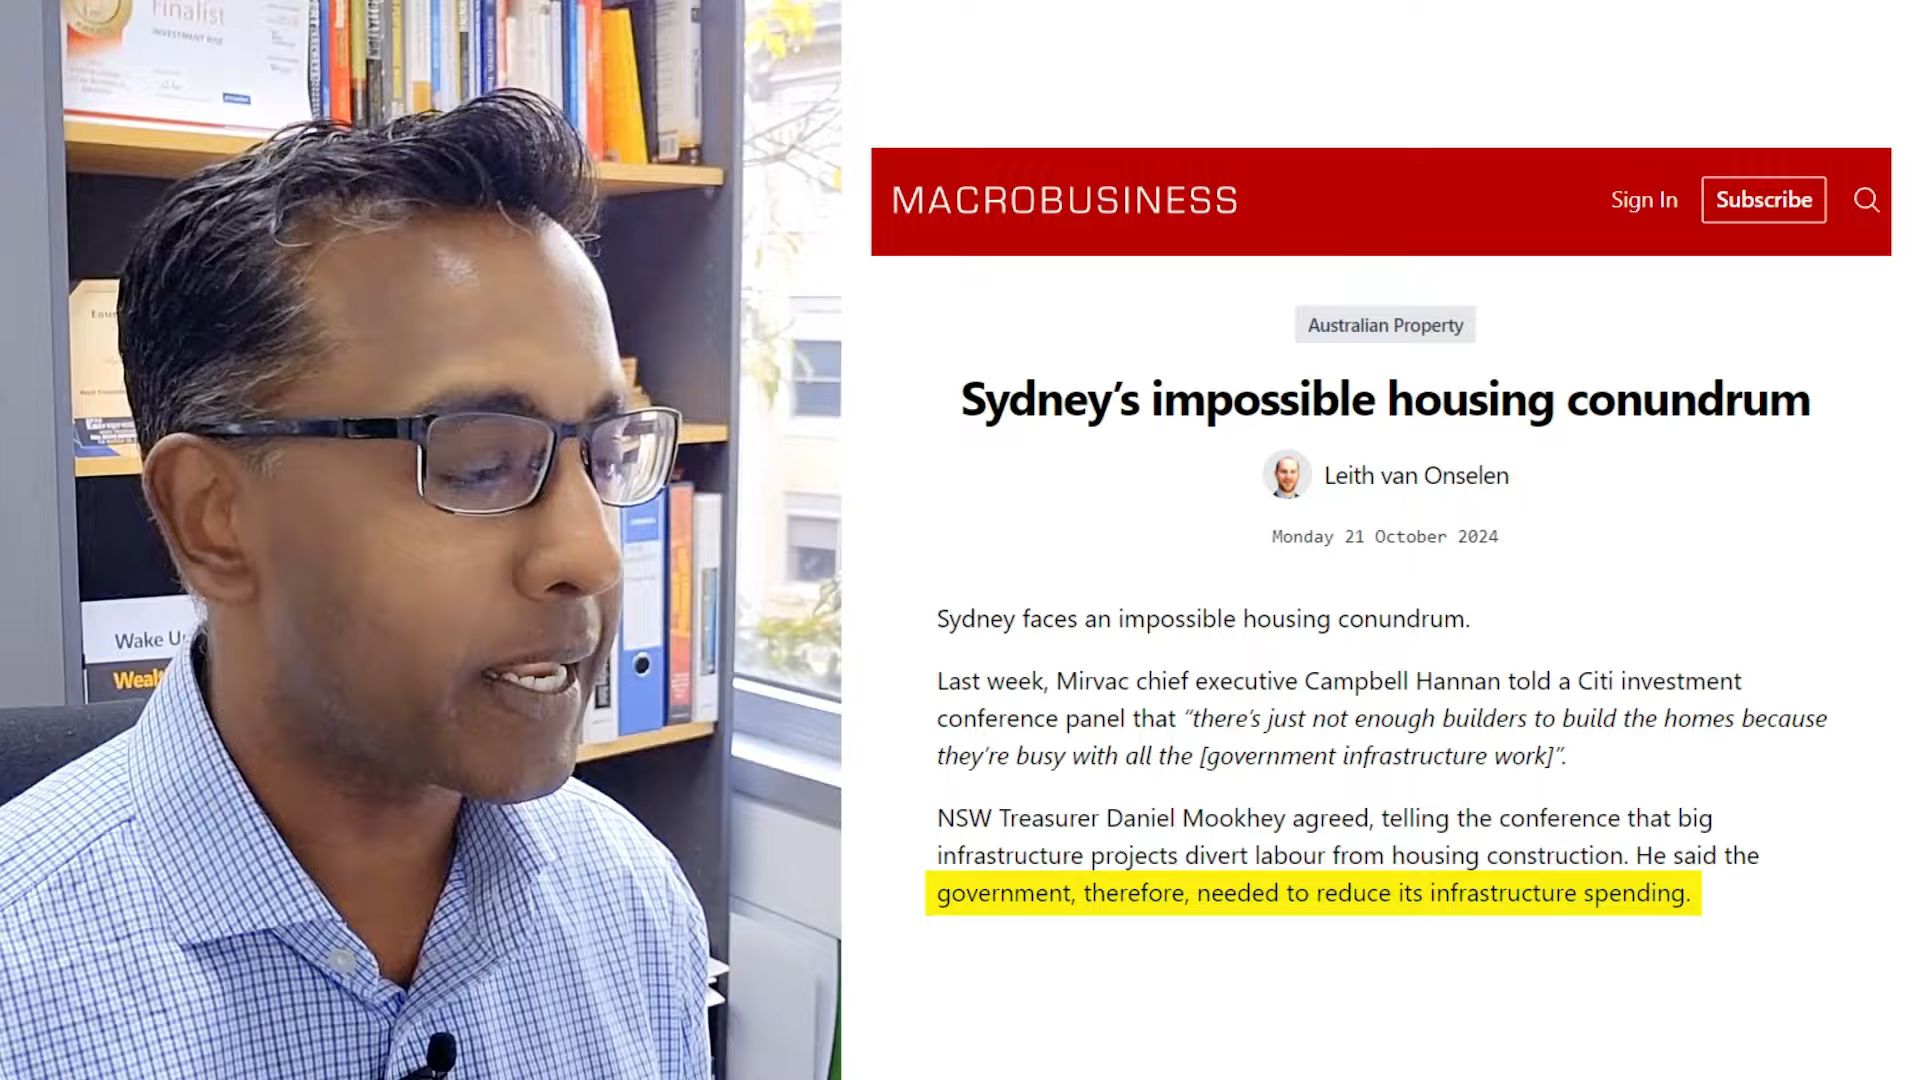 Finalist
INVESTMENT RISE
Wake U
Wealt
MACROBUSINESS
Sign In
Subscribe
Australian Property
Sydney’s impossible housing conundrum
Leith van Onselen
Monday 21 October 2024
Sydney faces an impossible housing conundrum.
Last week, Mirvac chief executive Campbell Hannan told a Citi investment
conference panel that “there’s just not enough builders to build the homes because
they’re busy with all the [government infrastructure work]”.
NSW Treasurer Daniel Mookhey agreed, telling the conference that big
infrastructure projects divert labour from housing construction. He said the
government, therefore, needed to reduce its infrastructure spending.